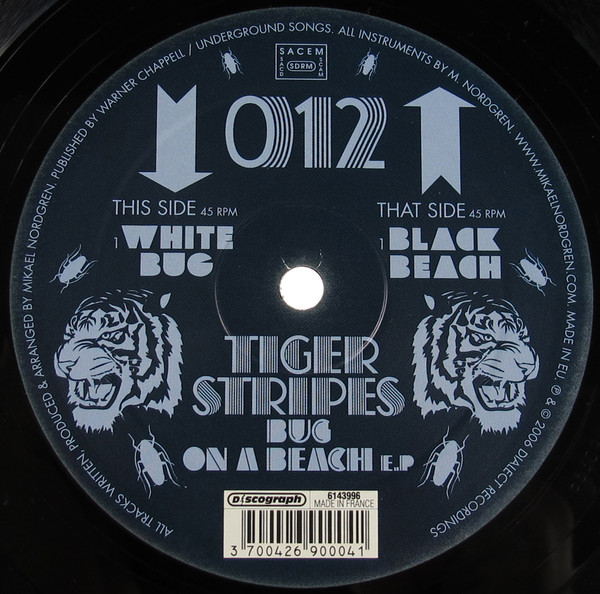 ALL TRACKS WRITTEN, PRODUCED & ARRANGED BY MIKAEL NORDGREN. PUBLISHED BY WARNER CHAPPELL / UNDERGROUND SONGS. ALL INSTRUMENTS BY M. NORDGREN. WWW.MIKAELNORDGREN.COM. MADE IN EU ℗ & © 2006 DIALECT RECORDINGS
SACEM
SACD SDRM SCAM
012
THIS SIDE 45 RPM
1 WHITE
BUG
THAT SIDE 45 RPM
1 BLACK
BEACH
TIGER
STRIPES
BUG
ON A BEACH E.P
Discograph 6143996
MADE IN FRANCE
3 700426 900041